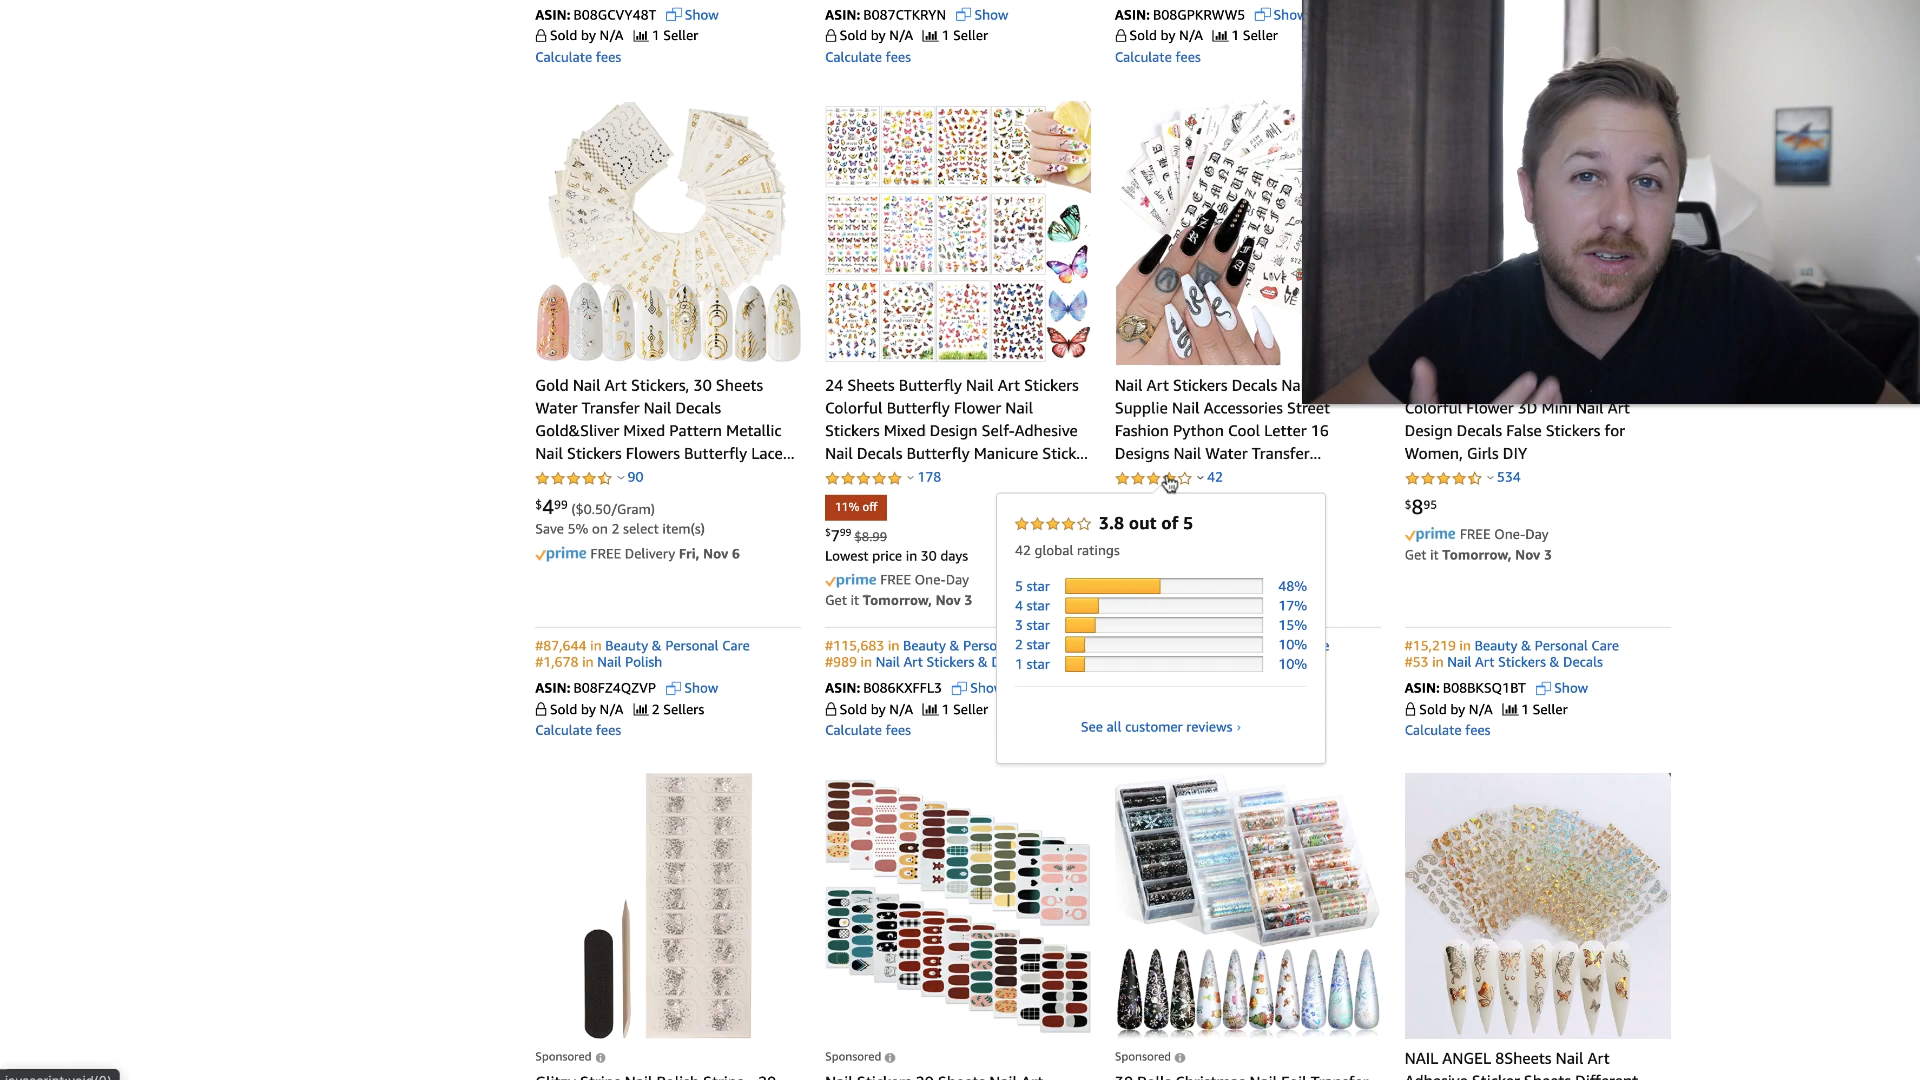 ASIN: B08GCVY48T Show
Sold by N/A 1 Seller
Calculate fees
ASIN: B087CTKRYN Show
Sold by N/A 1 Seller
Calculate fees
ASIN: B08GPKRWW5 Show
Sold by N/A 1 Seller
Calculate fees
Gold Nail Art Stickers, 30 Sheets
Water Transfer Nail Decals
Gold&Sliver Mixed Pattern Metallic
Nail Stickers Flowers Butterfly Lace...
90
$4.99 ($0.50/Gram)
Save 5% on 2 select item(s)
prime FREE Delivery Fri, Nov 6
24 Sheets Butterfly Nail Art Stickers
Colorful Butterfly Flower Nail
Stickers Mixed Design Self-Adhesive
Nail Decals Butterfly Manicure Stick...
178
11% off
$7.99 $8.99
Lowest price in 30 days
prime FREE One-Day
Get it Tomorrow, Nov 3
Nail Art Stickers Decals Na
Supplie Nail Accessories Street
Fashion Python Cool Letter 16
Designs Nail Water Transfer...
42
3.8 out of 5
42 global ratings
5 star 48%
4 star 17%
3 star 15%
2 star 10%
1 star 10%
See all customer reviews ›
Colorful Flower 3D Mini Nail Art
Design Decals False Stickers for
Women, Girls DIY
534
$8.95
prime FREE One-Day
Get it Tomorrow, Nov 3
#87,644 in Beauty & Personal Care
#1,678 in Nail Polish
ASIN: B08FZ4QZVP Show
Sold by N/A 2 Sellers
Calculate fees
#115,683 in Beauty & Perso
#989 in Nail Art Stickers & D
ASIN: B086KXFFL3 Show
Sold by N/A 1 Seller
Calculate fees
#15,219 in Beauty & Personal Care
#53 in Nail Art Stickers & Decals
ASIN: B08BKSQ1BT Show
Sold by N/A 1 Seller
Calculate fees
Sponsored
Sponsored
Sponsored
NAIL ANGEL 8Sheets Nail Art
Adhesive Sticker Sheets Different